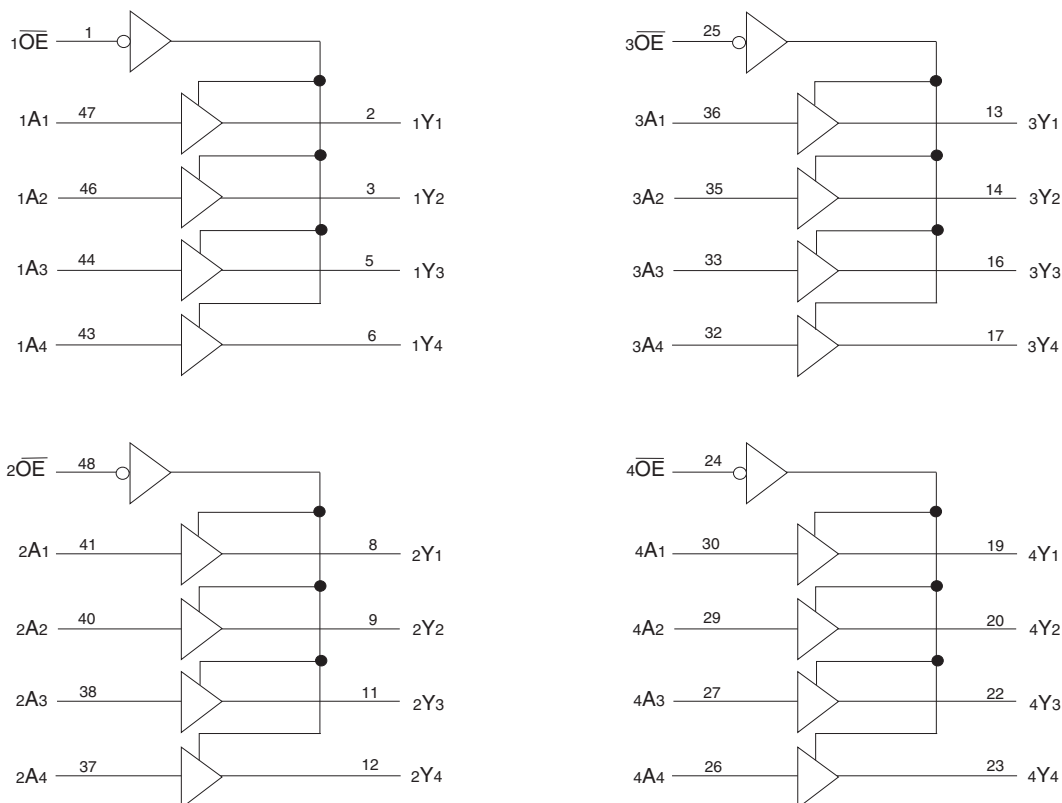 1OE 1
1A1 47 2 1Y1
1A2 46 3 1Y2
1A3 44 5 1Y3
1A4 43 6 1Y4
3OE 25
3A1 36 13 3Y1
3A2 35 14 3Y2
3A3 33 16 3Y3
3A4 32 17 3Y4
2OE 48
2A1 41 8 2Y1
2A2 40 9 2Y2
2A3 38 11 2Y3
2A4 37 12 2Y4
4OE 24
4A1 30 19 4Y1
4A2 29 20 4Y2
4A3 27 22 4Y3
4A4 26 23 4Y4